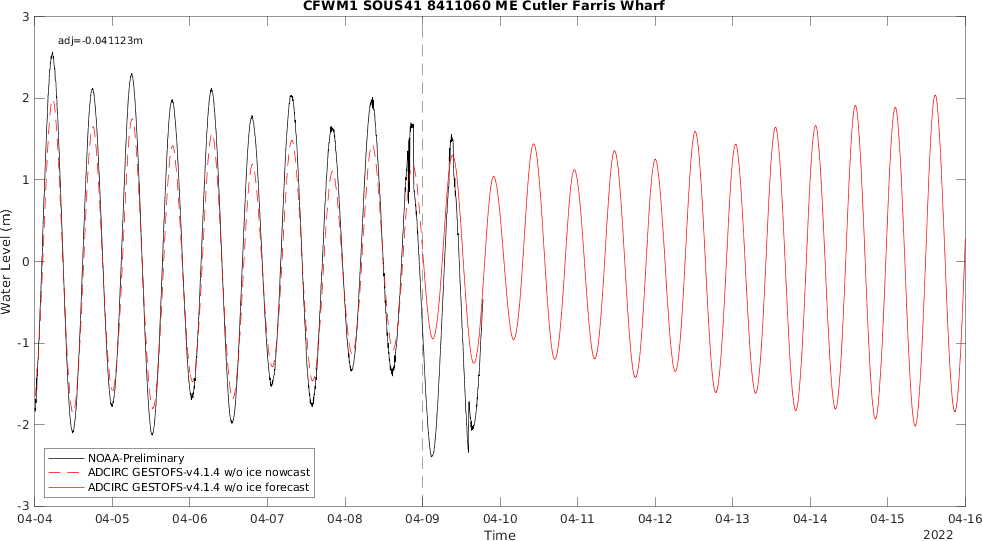 CFWM1 SOUS41 8411060 ME Cutler Farris Wharf
adj=-0.041123m
3
2
1
0
-1
-2
-3
Water Level (m)
NOAA-Preliminary
ADCIRC GESTOFS-v4.1.4 w/o ice nowcast
ADCIRC GESTOFS-v4.1.4 w/o ice forecast
04-04 04-05 04-06 04-07 04-08 04-09 04-10 04-11 04-12 04-13 04-14 04-15 04-16
Time
2022